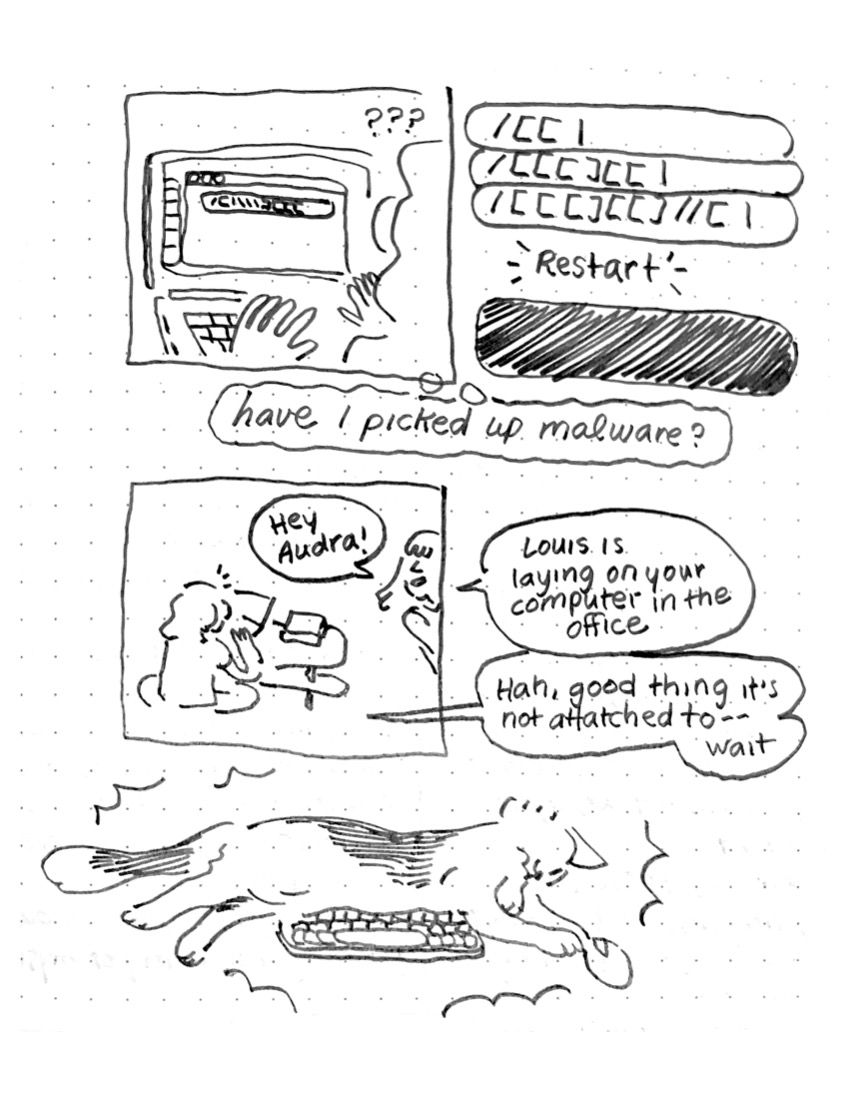 ???
/[[[\\\\]][[[
/[[ |
/[[[][[ |
/[[[][[]//[ |
Restart
have I picked up malware?
Hey
Audra!
Louis is
laying on your
computer in the
office
Hah, good thing it's
not attatched to--
wait